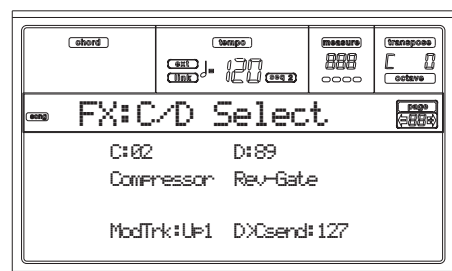 chord tempo measure transpose
ext link ♩= 120 seq 2 888 C 0
octave
song FX:C/D Select page 88
C:02 D:89
Compressor Rev-Gate
ModTrk:Up1 D>Csend:127